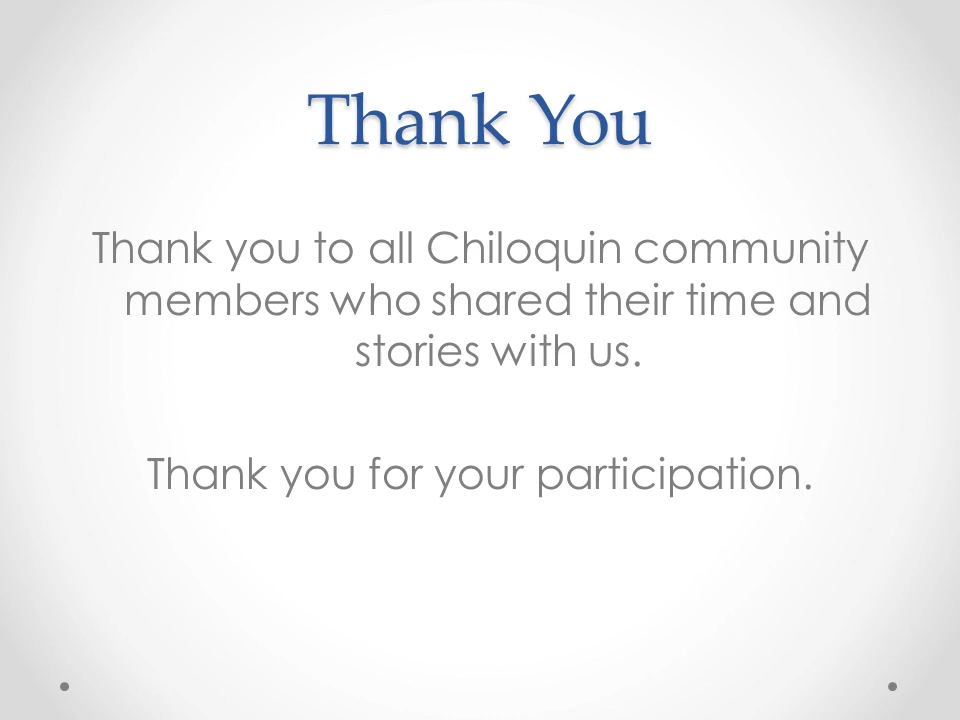 Thank You
Thank you to all Chiloquin community
members who shared their time and
stories with us.
Thank you for your participation.